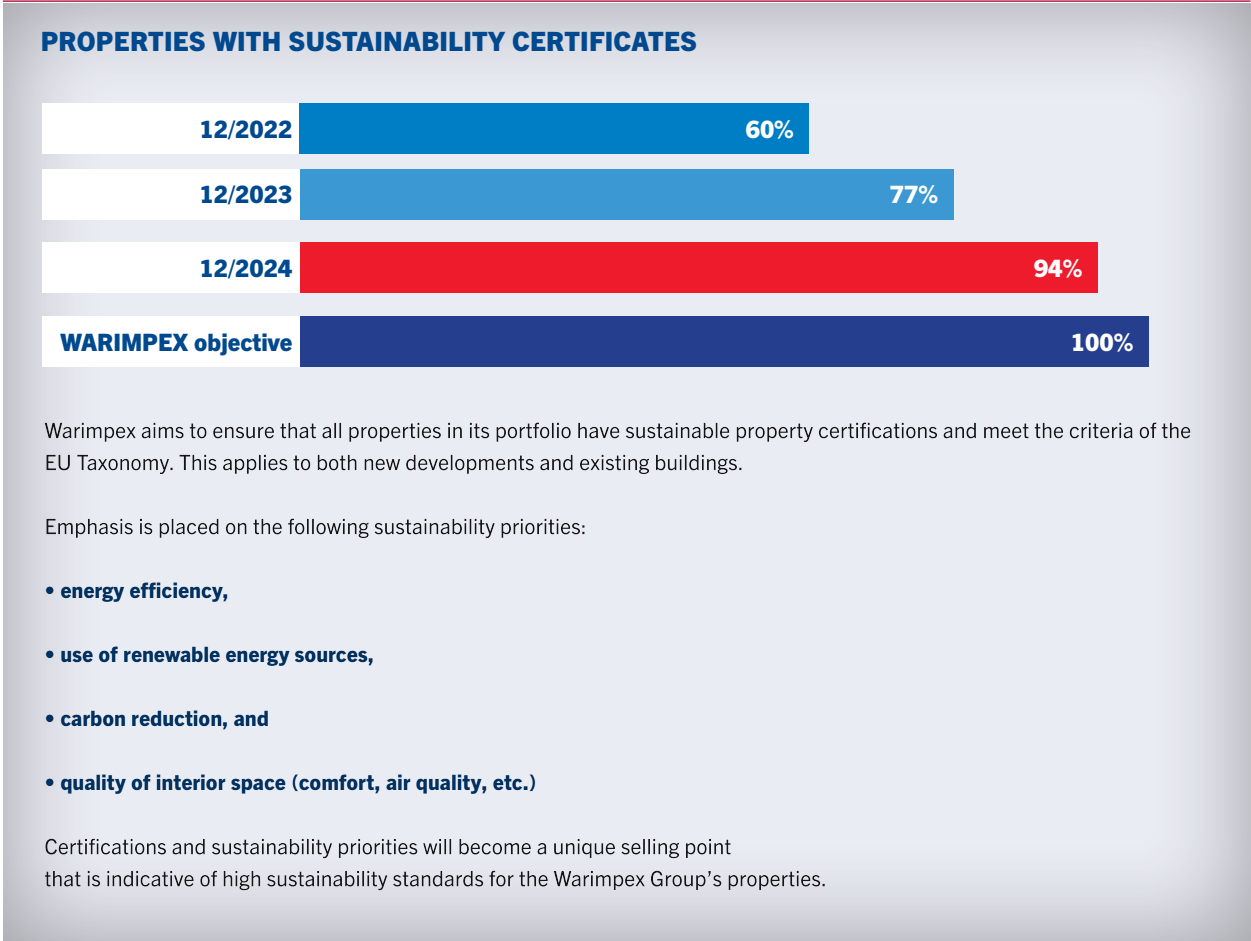 PROPERTIES WITH SUSTAINABILITY CERTIFICATES
12/2022 60%
12/2023 77%
12/2024 94%
WARIMPEX objective 100%
Warimpex aims to ensure that all properties in its portfolio have sustainable property certifications and meet the criteria of the
EU Taxonomy. This applies to both new developments and existing buildings.
Emphasis is placed on the following sustainability priorities:
• energy efficiency,
• use of renewable energy sources,
• carbon reduction, and
• quality of interior space (comfort, air quality, etc.)
Certifications and sustainability priorities will become a unique selling point
that is indicative of high sustainability standards for the Warimpex Group’s properties.